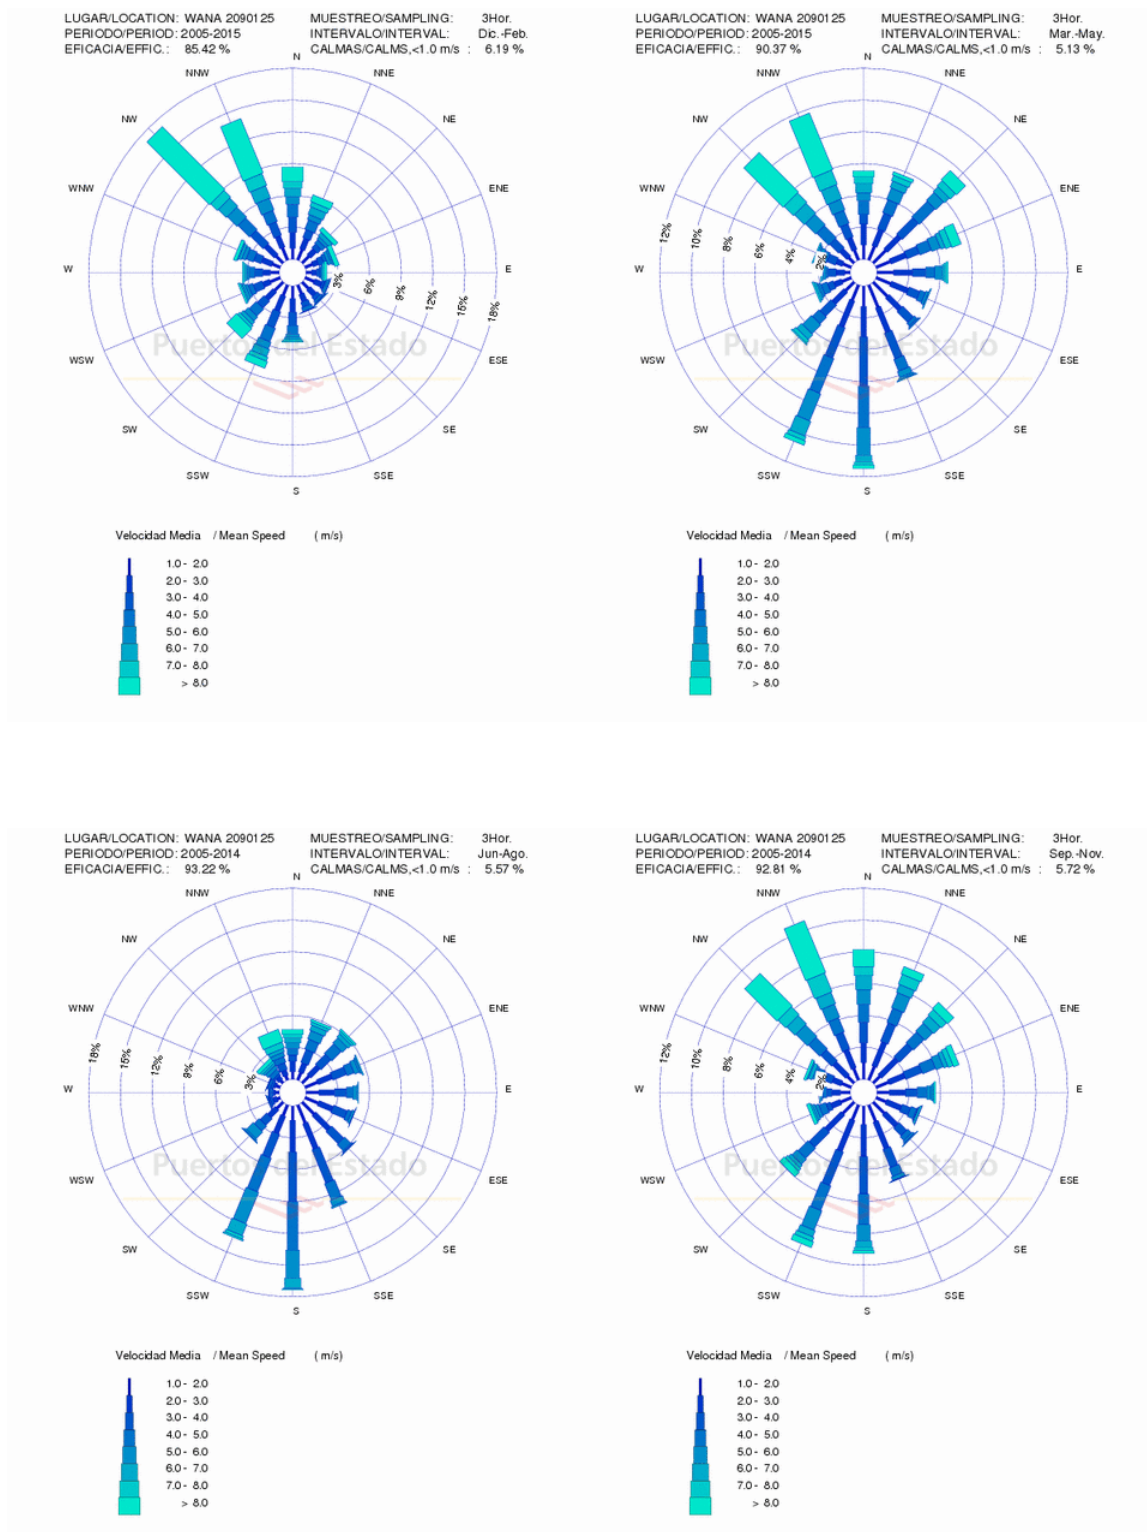 LUGAR/LOCATION: WANA 2090125 MUESTREO/SAMPLING: 3Hor.
PERIODO/PERIOD: 2005-2015 INTERVALO/INTERVAL: Dic.-Feb.
EFICACIA/EFFIC.: 85.42 % CALMAS/CALMS,<1.0 m/s : 6.19 %
N
NNW NNE
NW NE
WNW ENE
W E
3% 6% 9% 12% 15% 18%
Puertos del Estado
WSW ESE
SW SE
SSW SSE
S
Velocidad Media / Mean Speed ( m/s)
1.0 - 2.0
2.0 - 3.0
3.0 - 4.0
4.0 - 5.0
5.0 - 6.0
6.0 - 7.0
7.0 - 8.0
> 8.0
LUGAR/LOCATION: WANA 2090125 MUESTREO/SAMPLING: 3Hor.
PERIODO/PERIOD: 2005-2015 INTERVALO/INTERVAL: Mar.-May.
EFICACIA/EFFIC.: 90.37 % CALMAS/CALMS,<1.0 m/s : 5.13 %
N
NNW NNE
NW NE
WNW ENE
12% 10% 8% 6% 4% 2%
W E
Puertos del Estado
WSW ESE
SW SE
SSW SSE
S
Velocidad Media / Mean Speed ( m/s)
1.0 - 2.0
2.0 - 3.0
3.0 - 4.0
4.0 - 5.0
5.0 - 6.0
6.0 - 7.0
7.0 - 8.0
> 8.0
LUGAR/LOCATION: WANA 2090125 MUESTREO/SAMPLING: 3Hor.
PERIODO/PERIOD: 2005-2014 INTERVALO/INTERVAL: Jun-Ago.
EFICACIA/EFFIC.: 93.22 % CALMAS/CALMS,<1.0 m/s : 5.57 %
N
NNW NNE
NW NE
WNW ENE
18% 15% 12% 9% 6% 3%
W E
Puertos del Estado
WSW ESE
SW SE
SSW SSE
S
Velocidad Media / Mean Speed ( m/s)
1.0 - 2.0
2.0 - 3.0
3.0 - 4.0
4.0 - 5.0
5.0 - 6.0
6.0 - 7.0
7.0 - 8.0
> 8.0
LUGAR/LOCATION: WANA 2090125 MUESTREO/SAMPLING: 3Hor.
PERIODO/PERIOD: 2005-2014 INTERVALO/INTERVAL: Sep.-Nov.
EFICACIA/EFFIC.: 92.81 % CALMAS/CALMS,<1.0 m/s : 5.72 %
N
NNW NNE
NW NE
WNW ENE
12% 10% 8% 6% 4% 2%
W E
Puertos del Estado
WSW ESE
SW SE
SSW SSE
S
Velocidad Media / Mean Speed ( m/s)
1.0 - 2.0
2.0 - 3.0
3.0 - 4.0
4.0 - 5.0
5.0 - 6.0
6.0 - 7.0
7.0 - 8.0
> 8.0